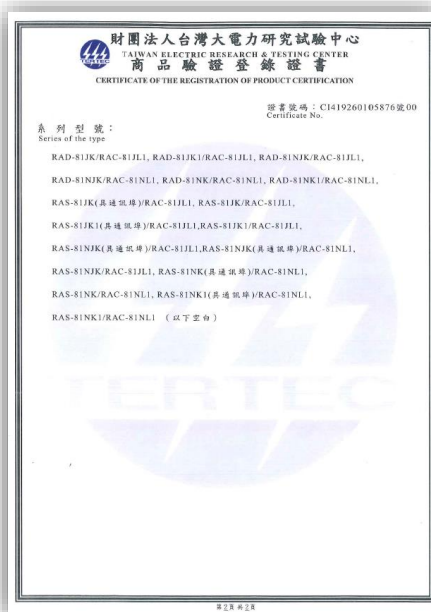 財團法人台灣大電力研究試驗中心
TAIWAN ELECTRIC RESEARCH & TESTING CENTER
商品驗證登錄證書
CERTIFICATE OF THE REGISTRATION OF PRODUCT CERTIFICATION
證書號碼：CI419260105876號00
Certificate No.
系列型號：
Series of the type
RAD-81JK/RAC-81JL1, RAD-81JK1/RAC-81JL1, RAD-81NJK/RAC-81JL1,
RAD-81NJK/RAC-81NL1, RAD-81NK/RAC-81NL1, RAD-81NK1/RAC-81NL1,
RAS-81JK(具通訊埠)/RAC-81JL1, RAS-81JK/RAC-81JL1,
RAS-81JK1(具通訊埠)/RAC-81JL1,RAS-81JK1/RAC-81JL1,
RAS-81NJK(具通訊埠)/RAC-81JL1,RAS-81NJK(具通訊埠)/RAC-81NL1,
RAS-81NJK/RAC-81JL1, RAS-81NK(具通訊埠)/RAC-81NL1,
RAS-81NK/RAC-81NL1, RAS-81NK1(具通訊埠)/RAC-81NL1,
RAS-81NK1/RAC-81NL1 （以下空白）
TERTEC
第2頁 共2頁